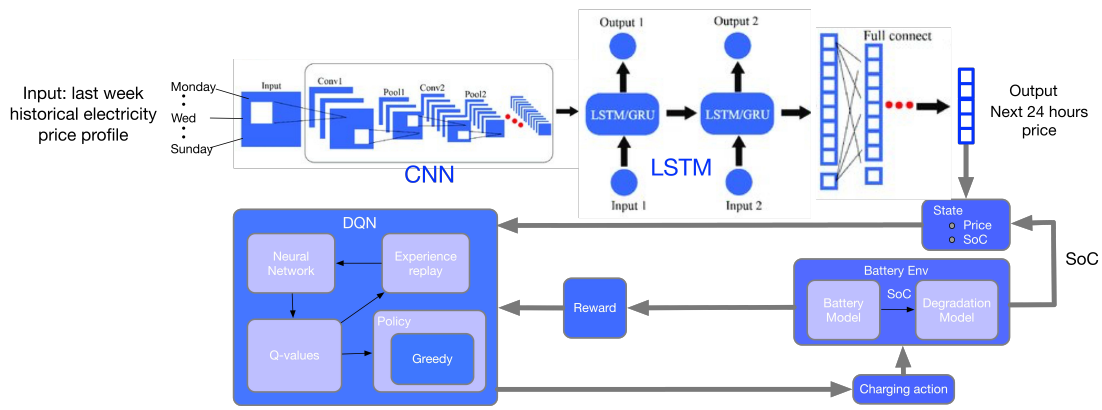 Input: last week
historical electricity
price profile
Monday
Wed
Sunday
Input
Conv1
Pool1
Conv2
Pool2
CNN
Output 1
Output 2
LSTM/GRU
LSTM/GRU
LSTM
Input 1
Input 2
Full connect
Output
Next 24 hours
price
State
Price
SoC
SoC
DQN
Neural
Network
Experience
replay
Q-values
Policy
Greedy
Reward
Battery Env
Battery
Model
SoC
Degradation
Model
Charging action